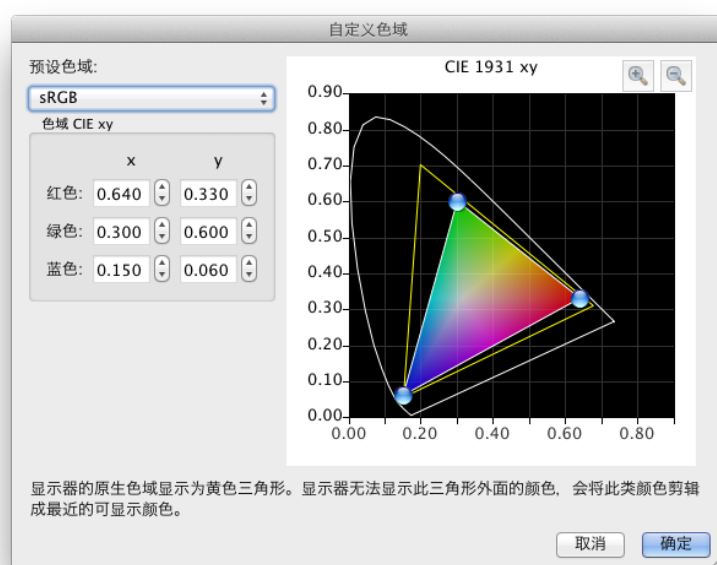 自定义色域
预设色域:
sRGB
色域 CIE xy
x y
红色: 0.640 0.330
绿色: 0.300 0.600
蓝色: 0.150 0.060
CIE 1931 xy
0.90
0.80
0.70
0.60
0.50
0.40
0.30
0.20
0.10
0.00
0.00 0.20 0.40 0.60 0.80
显示器的原生色域显示为黄色三角形。显示器无法显示此三角形外面的颜色，会将此类颜色剪辑
成最近的可显示颜色。
取消 确定